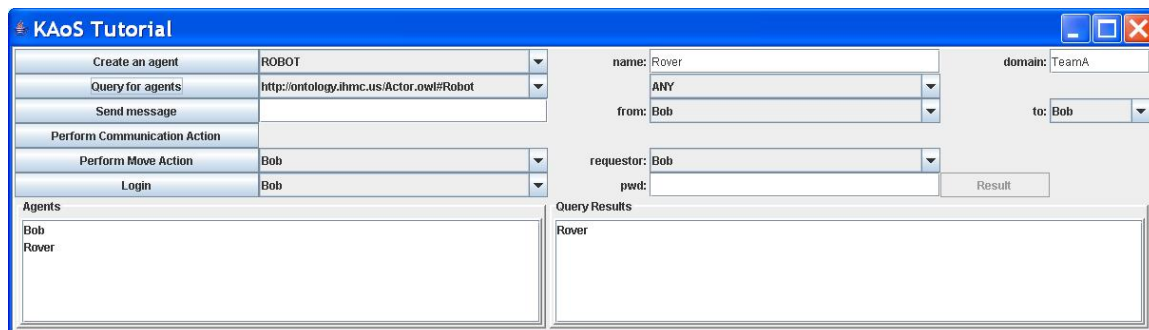 KAoS Tutorial
Create an agent ROBOT name: Rover domain: TeamA
Query for agents http://ontology.ihmc.us/Actor.owl#Robot ANY
Send message from: Bob to: Bob
Perform Communication Action
Perform Move Action Bob requestor: Bob
Login Bob pwd: Result
Agents Query Results
Bob Rover
Rover